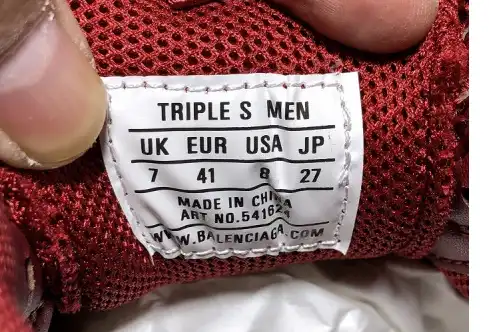 TRIPLE S MEN
UK EUR USA JP
7 41 8 27
MADE IN CHINA
ART NO.541624
WWW.BALENCIAGA.COM